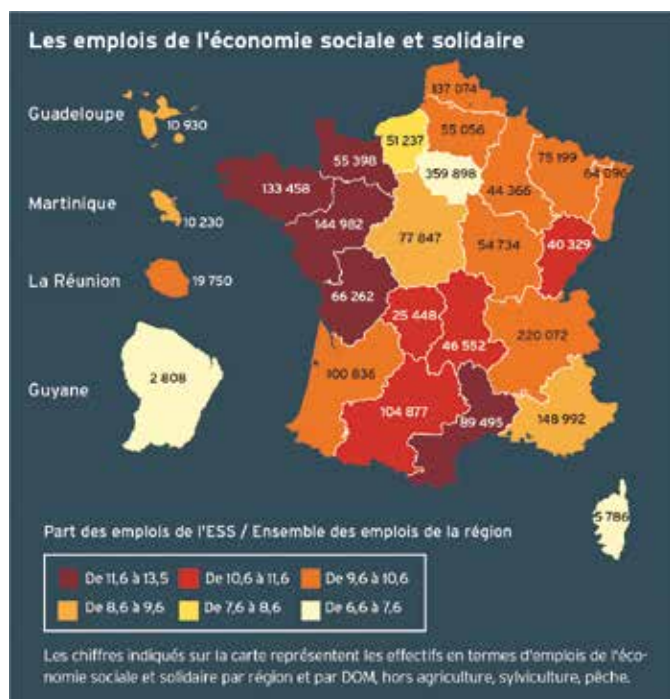 Les emplois de l'économie sociale et solidaire
Guadeloupe
10 930
Martinique
10 230
La Réunion
19 750
Guyane
2 808
137 074
55 056
51 237
55 398
359 898
75 199
64 096
133 458
44 366
144 982
77 847
54 734
40 329
66 262
25 448
46 552
220 072
100 836
104 877
89 495
148 992
5 786
Part des emplois de l'ESS / Ensemble des emplois de la région
De 11,6 à 13,5 De 10,6 à 11,6 De 9,6 à 10,6
De 8,6 à 9,6 De 7,6 à 8,6 De 6,6 à 7,6
Les chiffres indiqués sur la carte représentent les effectifs en termes d'emplois de l'éco-
nomie sociale et solidaire par région et par DOM, hors agriculture, sylviculture, pêche.